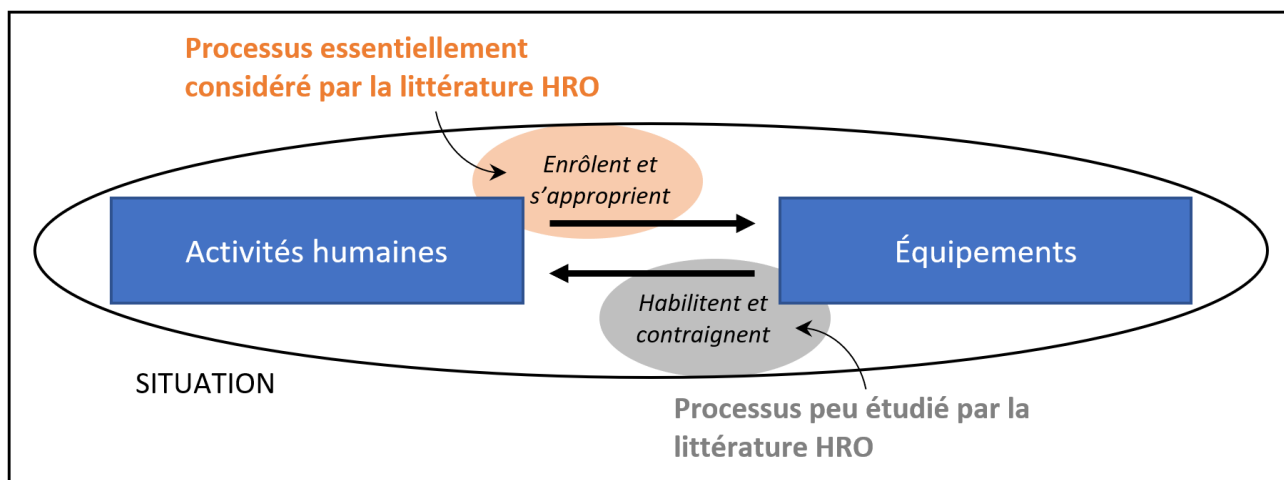 Processus essentiellement
considéré par la littérature HRO
Enrôlent et
s’approprient
Activités humaines
Équipements
Habilitent et
contraignent
SITUATION
Processus peu étudié par la
littérature HRO